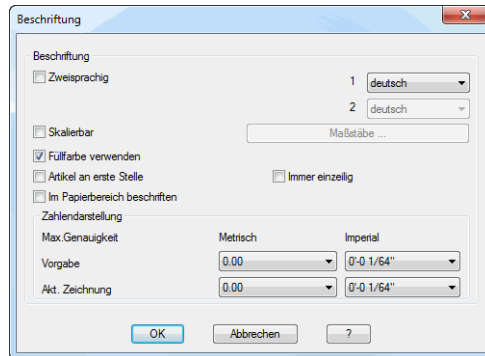 Beschriftung
Beschriftung
Zweisprachig
1 deutsch
2 deutsch
Skalierbar
Maßstäbe ...
Füllfarbe verwenden
Artikel an erste Stelle
Immer einzeilig
Im Papierbereich beschriften
Zahlendarstellung
Max.Genauigkeit Metrisch Imperial
Vorgabe 0.00 0'-0 1/64"
Akt. Zeichnung 0.00 0'-0 1/64"
OK Abbrechen ?